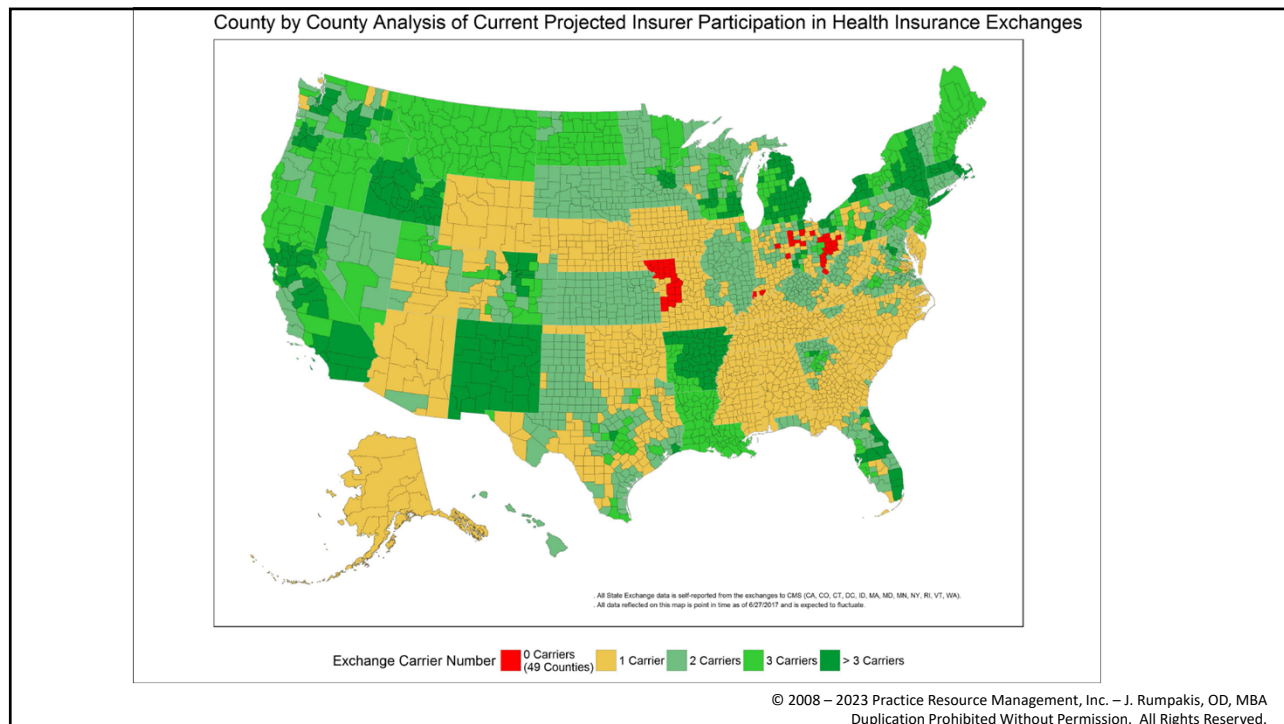 County by County Analysis of Current Projected Insurer Participation in Health Insurance Exchanges
. All State Exchange data is self-reported from the exchanges to CMS (CA, CO, CT, DC, ID, MA, MD, MN, NY, RI, VT, WA).
. All data reflected on this map is point in time as of 6/27/2017 and is expected to fluctuate.
Exchange Carrier Number 0 Carriers (49 Counties) 1 Carrier 2 Carriers 3 Carriers > 3 Carriers
© 2008 – 2023 Practice Resource Management, Inc. – J. Rumpakis, OD, MBA
Duplication Prohibited Without Permission. All Rights Reserved.